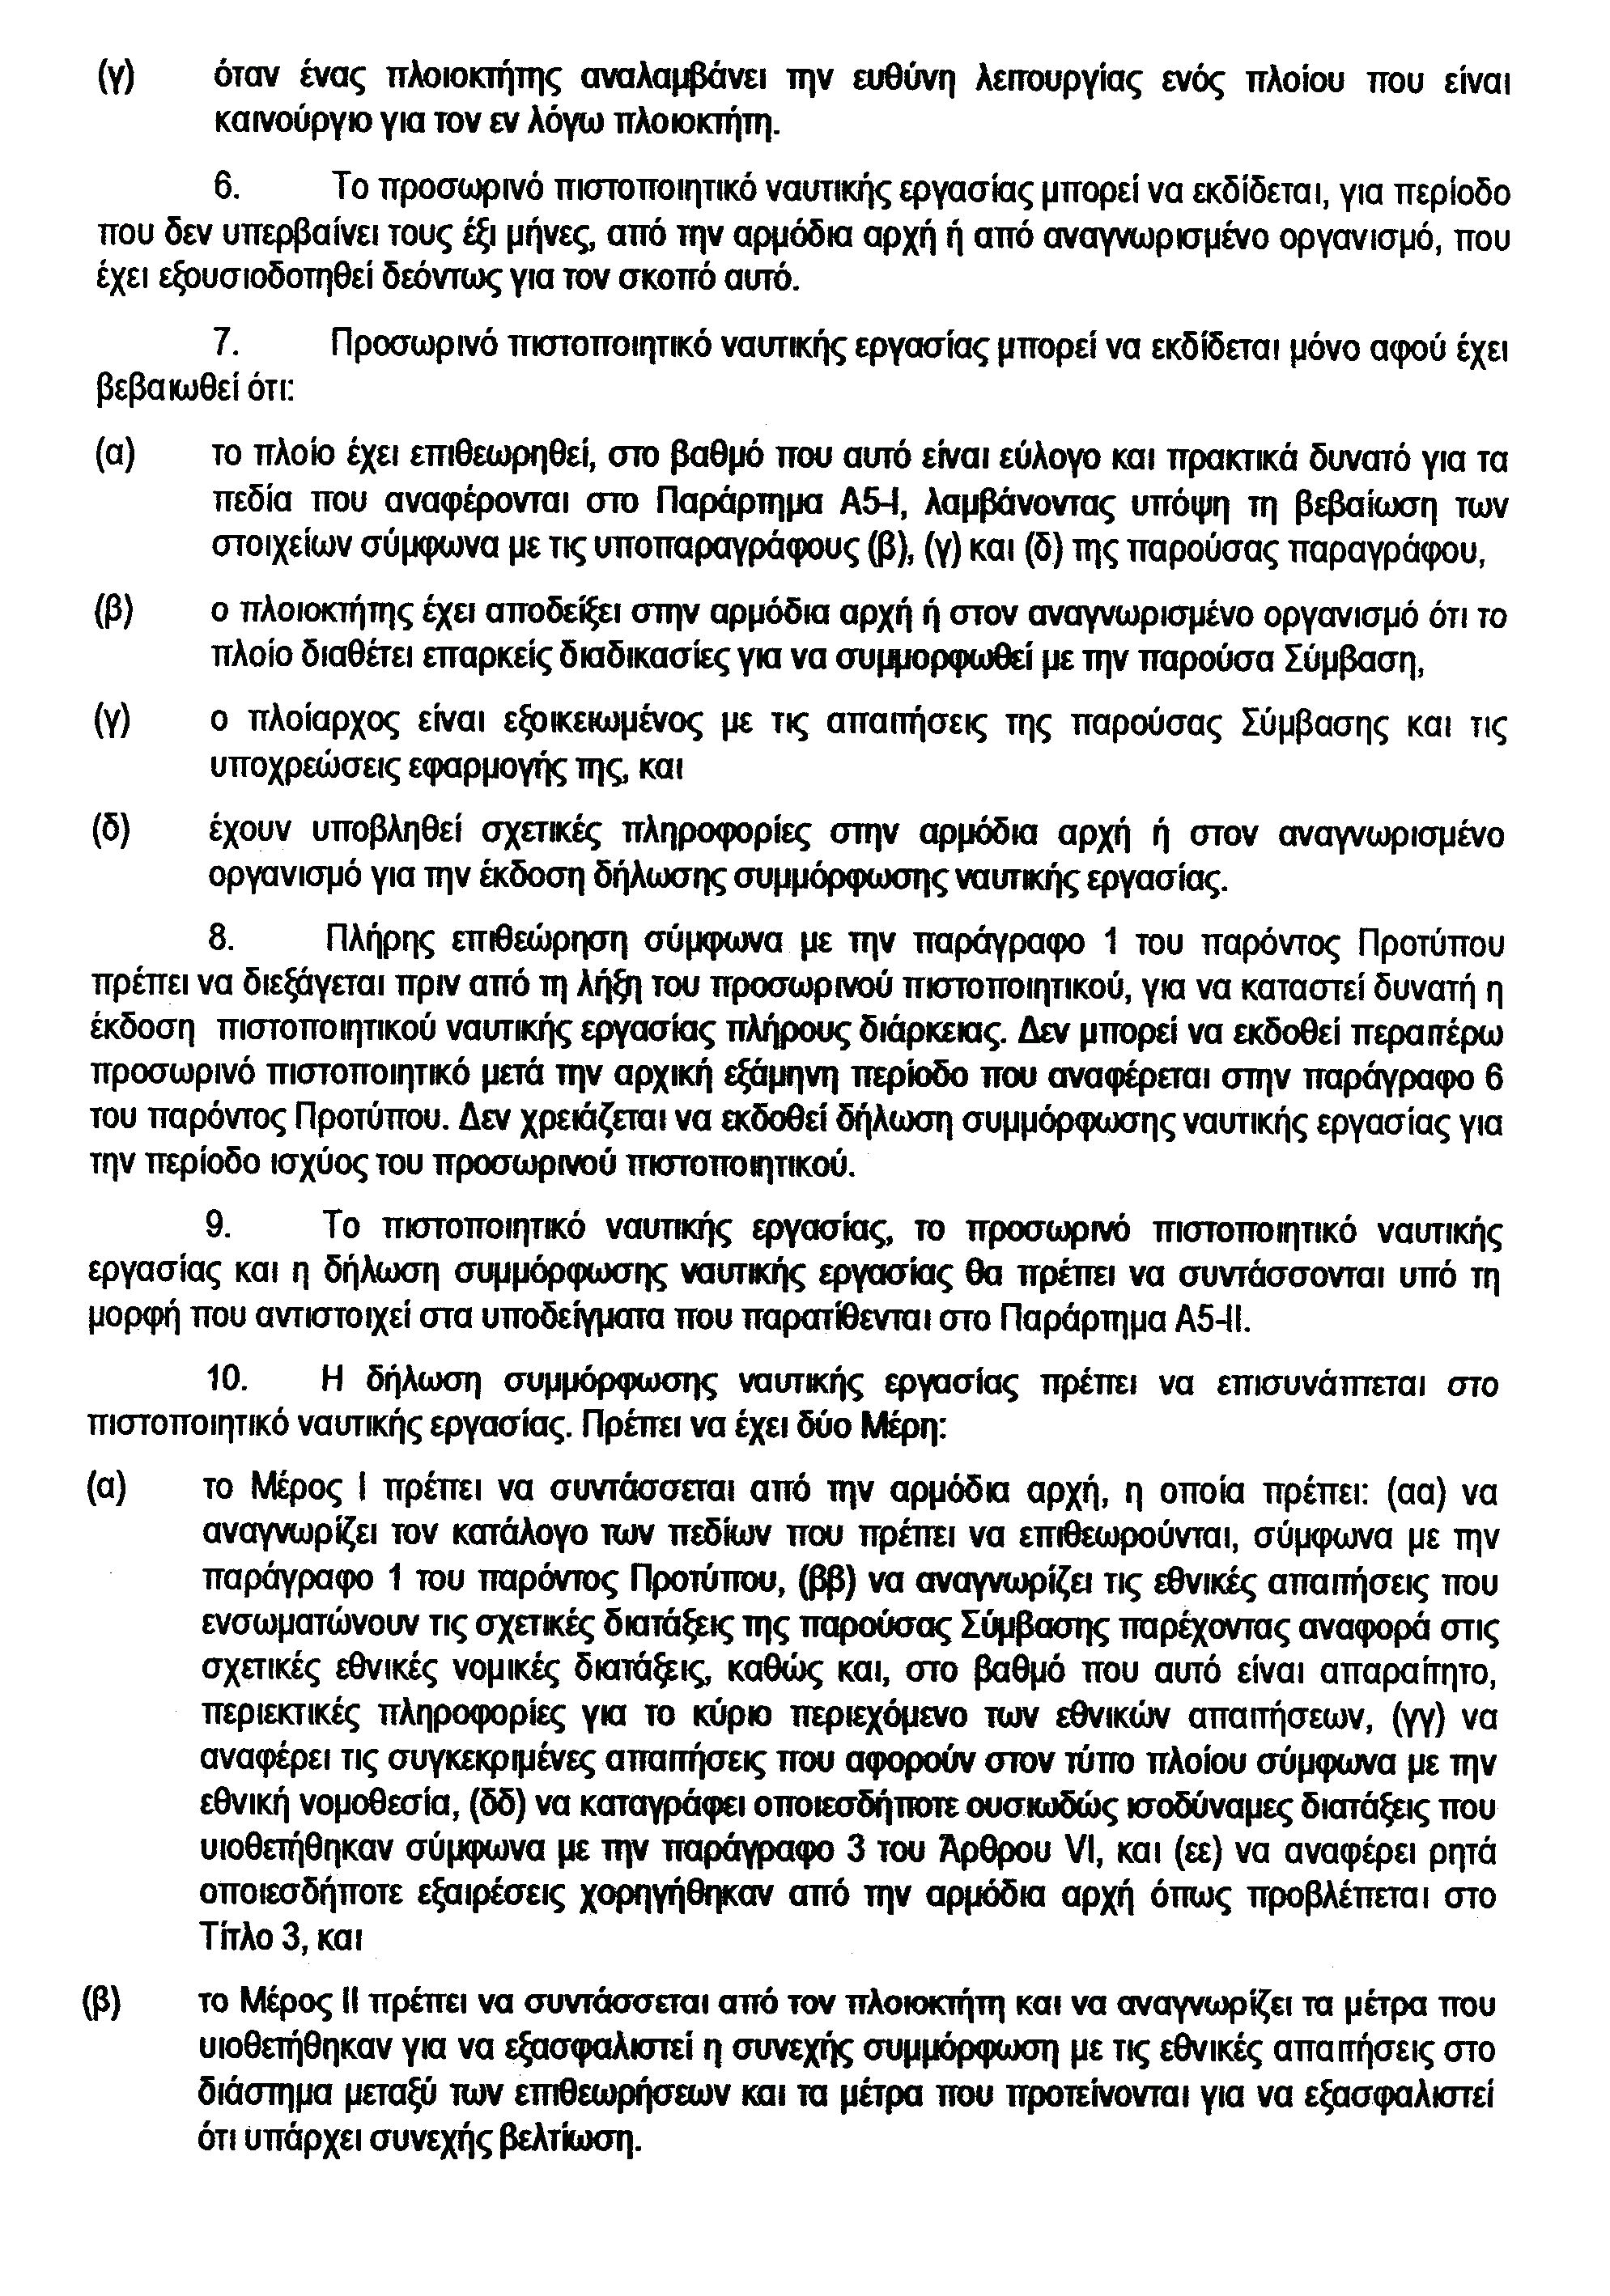 (γ) όταν ένας πλοιοκτήτης αναλαμβάνει την ευθύνη λειτουργίας ενός πλοίου που είναι
καινούργιο για τον εν λόγω πλοιοκτήτη.
6. Το προσωρινό πιστοποιητικό ναυτικής εργασίας μπορεί να εκδίδεται, για περίοδο
που δεν υπερβαίνει τους έξι μήνες, από την αρμόδια αρχή ή από αναγνωρισμένο οργανισμό, που
έχει εξουσιοδοτηθεί δεόντως για τον σκοπό αυτό.
7. Προσωρινό πιστοποιητικό ναυτικής εργασίας μπορεί να εκδίδεται μόνο αφού έχει
βεβαιωθεί ότι:
(α) το πλοίο έχει επιθεωρηθεί, στο βαθμό που αυτό είναι εύλογο και πρακτικά δυνατό για τα
πεδία που αναφέρονται στο Παράρτημα Α5-Ι, λαμβάνοντας υπόψη τη βεβαίωση των
στοιχείων σύμφωνα με τις υποπαραγράφους (β), (γ) και (δ) της παρούσας παραγράφου,
(β) ο πλοιοκτήτης έχει αποδείξει στην αρμόδια αρχή ή στον αναγνωρισμένο οργανισμό ότι το
πλοίο διαθέτει επαρκείς διαδικασίες για να συμμορφωθεί με την παρούσα Σύμβαση,
(γ) ο πλοίαρχος είναι εξοικειωμένος με τις απαιτήσεις της παρούσας Σύμβασης και τις
υποχρεώσεις εφαρμογής της, και
(δ) έχουν υποβληθεί σχετικές πληροφορίες στην αρμόδια αρχή ή στον αναγνωρισμένο
οργανισμό για την έκδοση δήλωσης συμμόρφωσης ναυτικής εργασίας.
8. Πλήρης επιθεώρηση σύμφωνα με την παράγραφο 1 του παρόντος Προτύπου
πρέπει να διεξάγεται πριν από τη λήξη του προσωρινού πιστοποιητικού, για να καταστεί δυνατή η
έκδοση πιστοποιητικού ναυτικής εργασίας πλήρους διάρκειας. Δεν μπορεί να εκδοθεί περαιτέρω
προσωρινό πιστοποιητικό μετά την αρχική εξάμηνη περίοδο που αναφέρεται στην παράγραφο 6
του παρόντος Προτύπου. Δεν χρειάζεται να εκδοθεί δήλωση συμμόρφωσης ναυτικής εργασίας για
την περίοδο ισχύος του προσωρινού πιστοποιητικού.
9. Το πιστοποιητικό ναυτικής εργασίας, το προσωρινό πιστοποιητικό ναυτικής
εργασίας και η δήλωση συμμόρφωσης ναυτικής εργασίας θα πρέπει να συντάσσονται υπό τη
μορφή που αντιστοιχεί στα υποδείγματα που παρατίθενται στο Παράρτημα Α5-ΙΙ.
10. Η δήλωση συμμόρφωσης ναυτικής εργασίας πρέπει να επισυνάπτεται στο
πιστοποιητικό ναυτικής εργασίας. Πρέπει να έχει δύο Μέρη:
(α) το Μέρος Ι πρέπει να συντάσσεται από την αρμόδια αρχή, η οποία πρέπει: (αα) να
αναγνωρίζει τον κατάλογο των πεδίων που πρέπει να επιθεωρούνται, σύμφωνα με την
παράγραφο 1 του παρόντος Προτύπου, (ββ) να αναγνωρίζει τις εθνικές απαιτήσεις που
ενσωματώνουν τις σχετικές διατάξεις της παρούσας Σύμβασης παρέχοντας αναφορά στις
σχετικές εθνικές νομικές διατάξεις, καθώς και, στο βαθμό που αυτό είναι απαραίτητο,
περιεκτικές πληροφορίες για το κύριο περιεχόμενο των εθνικών απαιτήσεων, (γγ) να
αναφέρει τις συγκεκριμένες απαιτήσεις που αφορούν στον τύπο πλοίου σύμφωνα με την
εθνική νομοθεσία, (δδ) να καταγράφει οποιεσδήποτε ουσιωδώς ισοδύναμες διατάξεις που
υιοθετήθηκαν σύμφωνα με την παράγραφο 3 του Άρθρου VI, και (εε) να αναφέρει ρητά
οποιεσδήποτε εξαιρέσεις χορηγήθηκαν από την αρμόδια αρχή όπως προβλέπεται στο
Τίτλο 3, και
(β) το Μέρος ΙΙ πρέπει να συντάσσεται από τον πλοιοκτήτη και να αναγνωρίζει τα μέτρα που
υιοθετήθηκαν για να εξασφαλιστεί η συνεχής συμμόρφωση με τις εθνικές απαιτήσεις στο
διάστημα μεταξύ των επιθεωρήσεων και τα μέτρα που προτείνονται για να εξασφαλιστεί
ότι υπάρχει συνεχής βελτίωση.